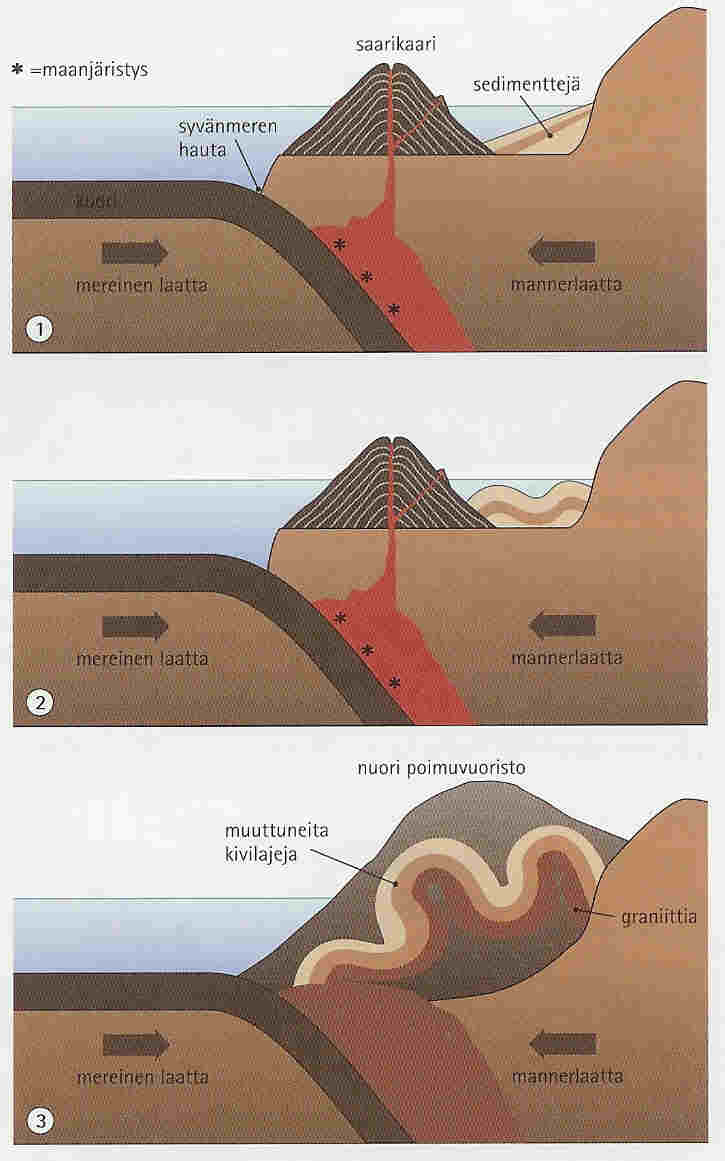 saarikaari
* =maanjäristys
sedimenttejä
syvänmeren
hauta
kuori
mereinen laatta
mannerlaatta
1
mereinen laatta
mannerlaatta
2
nuori poimuvuoristo
muuttuneita
kivilajeja
graniittia
mereinen laatta
mannerlaatta
3